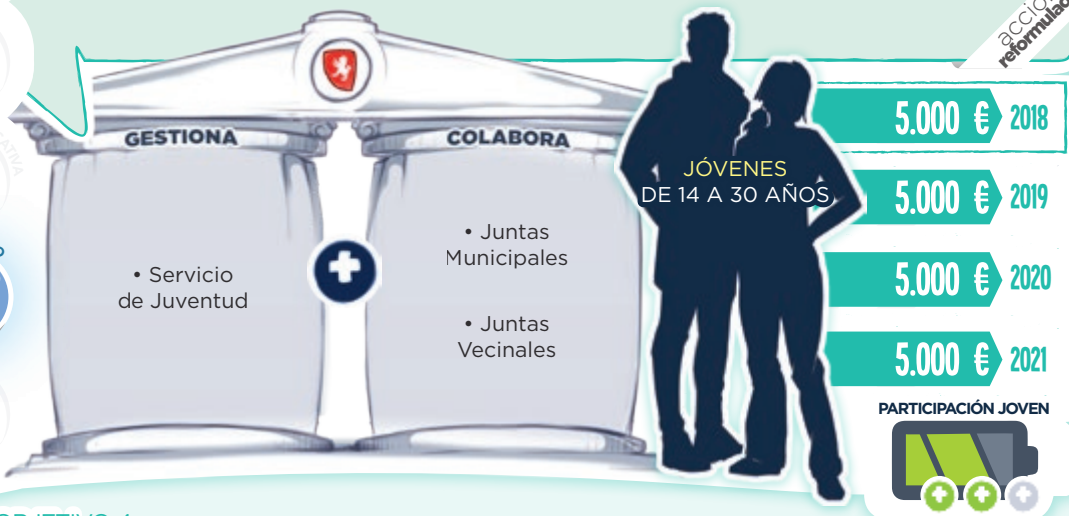 acción
GESTIONA
COLABORA
• Servicio
de Juventud
• Juntas
Municipales
• Juntas
Vecinales
JÓVENES
DE 14 A 30 AÑOS
5.000 € 2018
5.000 € 2019
5.000 € 2020
5.000 € 2021
PARTICIPACIÓN JOVEN